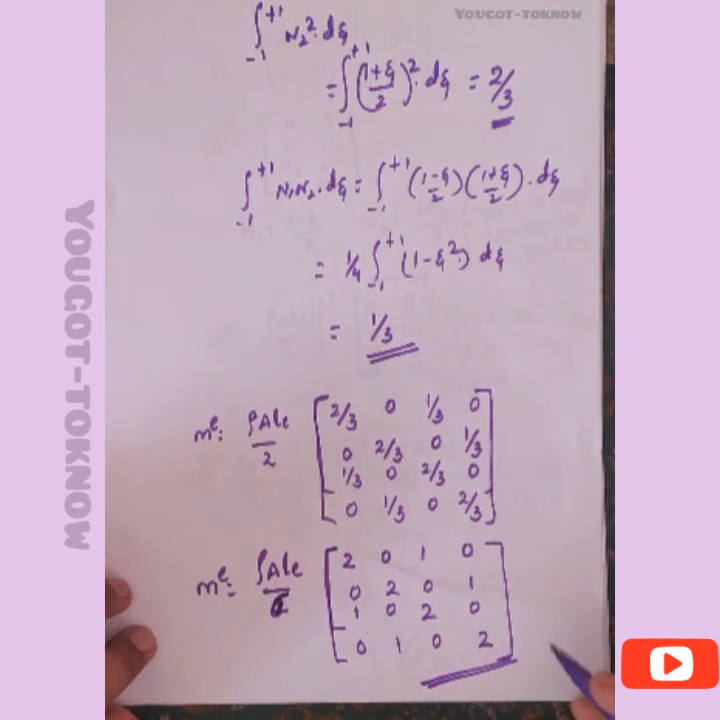 YOUGOT-TOKNOW
∫₋₁⁺¹ N₂². dξ
= ∫₋₁⁺¹ (1+ξ/2)². dξ = 2/3
∫₋₁⁺¹ N₁N₂. dξ = ∫₋₁⁺¹ (1-ξ/2)(1+ξ/2). dξ
= 1/4 ∫₋₁⁺¹ (1-ξ².) dξ
= 1/3
YOUGOT-TOKNOW
mᵉ: ρAle/2 [2/3 0 1/3 0
0 2/3 0 1/3
1/3 0 2/3 0
0 1/3 0 2/3]
mᵉ= ρAle/6 [2 0 1 0
0 2 0 1
1 0 2 0
0 1 0 2]